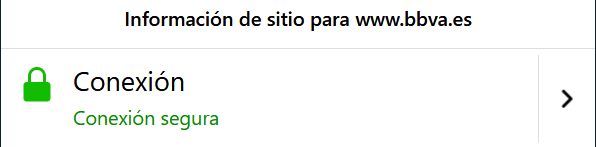 Información de sitio para www.bbva.es
Conexión
Conexión segura